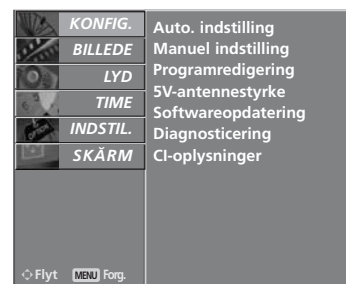 KONFIG.
BILLEDE
LYD
TIME
INDSTIL.
SKĂRM
Auto. indstilling
Manuel indstilling
Programredigering
5V-antennestyrke
Softwareopdatering
Diagnosticering
CI-oplysninger
Flyt MENU Forg.